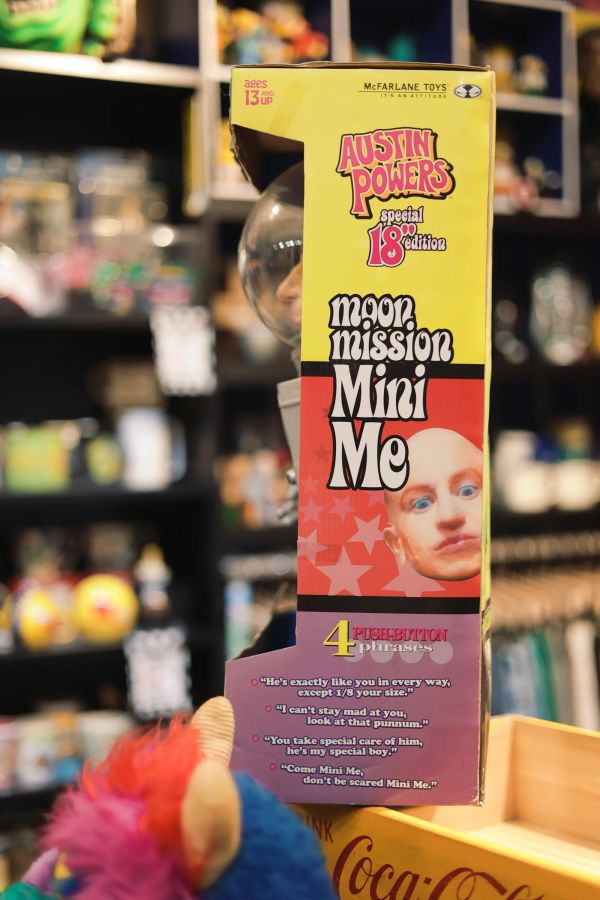 ages
13 AND UP
McFARLANE TOYS
IT'S AN ATTITUDE
AUSTIN
POWERS
special
18" edition
moon
mission
Mini
Me
4 PUSH-BUTTON
phrases
"He's exactly like you in every way,
except 1/8 your size."
"I can't stay mad at you,
look at that punnum."
"You take special care of him,
he's my special boy."
"Come Mini Me,
don't be scared Mini Me."
Coca-Co